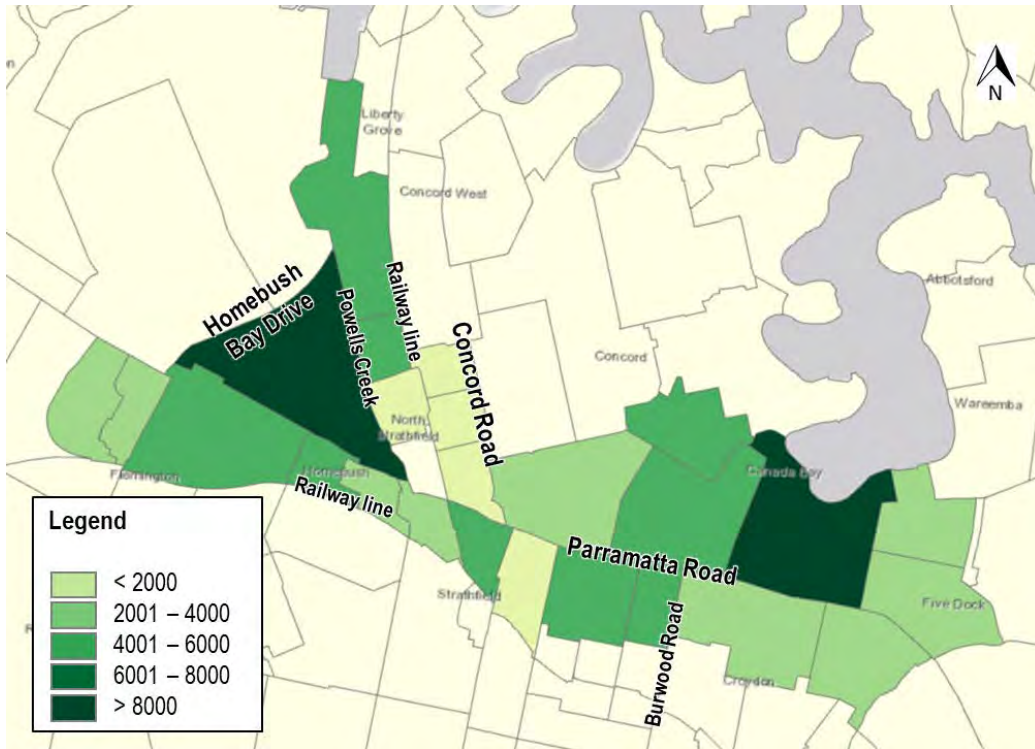 N
Liberty
Grove
Concord West
Abbotsford
Homebush
Bay Drive
Powells Creek
Railway line
Concord Road
Concord
Wareemba
North
Strathfield
Canada Bay
Flemington
Homebush
Railway line
Parramatta Road
Strathfield
Five Dock
Burwood Road
Croydon
Legend
< 2000
2001 – 4000
4001 – 6000
6001 – 8000
> 8000